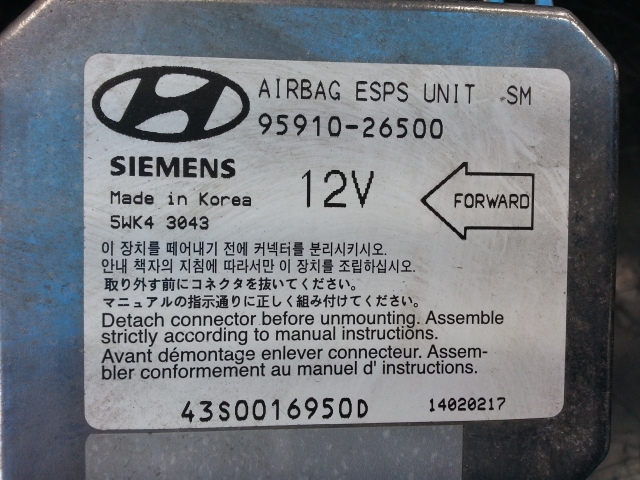 AIRBAG ESPS UNIT SM
95910-26500
SIEMENS
12V
FORWARD
Made in Korea
5WK4 3043
이 장치를 떼어내기 전에 커넥터를 분리시키시오.
안내 책자의 지침에 따라서만 이 장치를 조립하십시오.
取り外す前にコネクタを抜いてください。
マニュアルの指示通りに正しく組み付けてください。
Detach connector before unmounting. Assemble
strictly according to manual instructions.
Avant démontage enlever connecteur. Assem-
bler conformement au manuel d' instructions.
43S0016950D
14020217